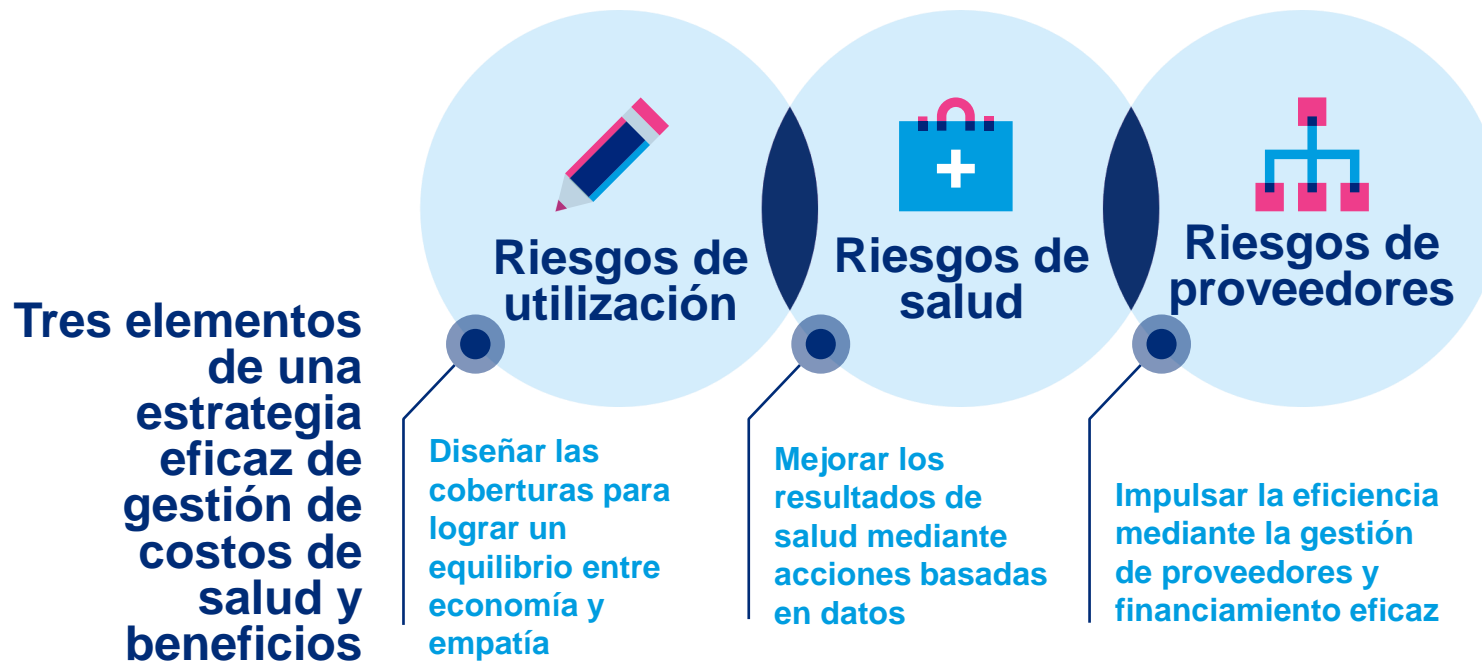 Tres elementos
de una
estrategia
eficaz de
gestión de
costos de
salud y
beneficios
Riesgos de
utilización
Diseñar las
coberturas para
lograr un
equilibrio entre
economía y
empatía
Riesgos de
salud
Mejorar los
resultados de
salud mediante
acciones basadas
en datos
Riesgos de
proveedores
Impulsar la eficiencia
mediante la gestión
de proveedores y
financiamiento eficaz